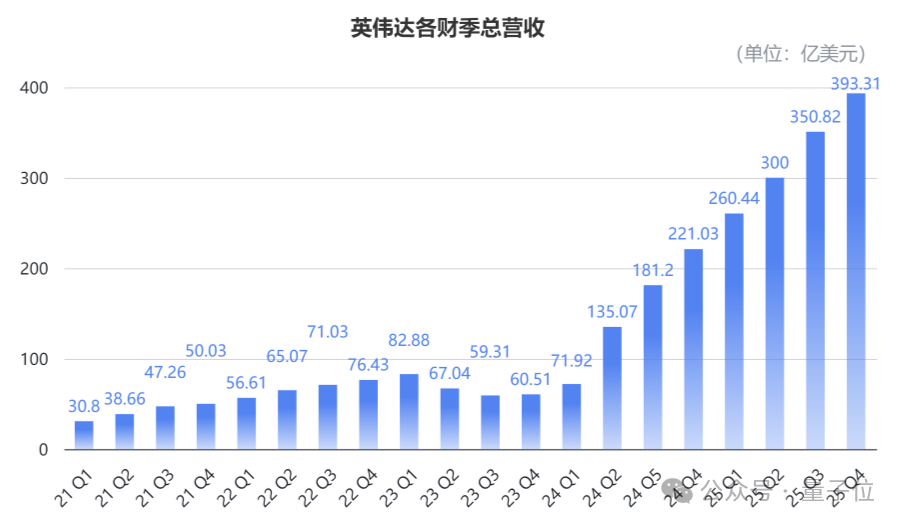 英伟达各财季总营收
（单位：亿美元）
400
300
200
100
0
30.8
38.66
47.26
50.03
56.61
65.07
71.03
76.43
82.88
67.04
59.31
60.51
71.92
135.07
181.2
221.03
260.44
300
350.82
393.31
21 Q1
21 Q2
21 Q3
21 Q4
22 Q1
22 Q2
22 Q3
22 Q4
23 Q1
23 Q2
23 Q3
23 Q4
24 Q1
24 Q2
24 Q5
24 Q4
25 Q1
25 Q2
25 Q3
25 Q4
公众号 · 量子位